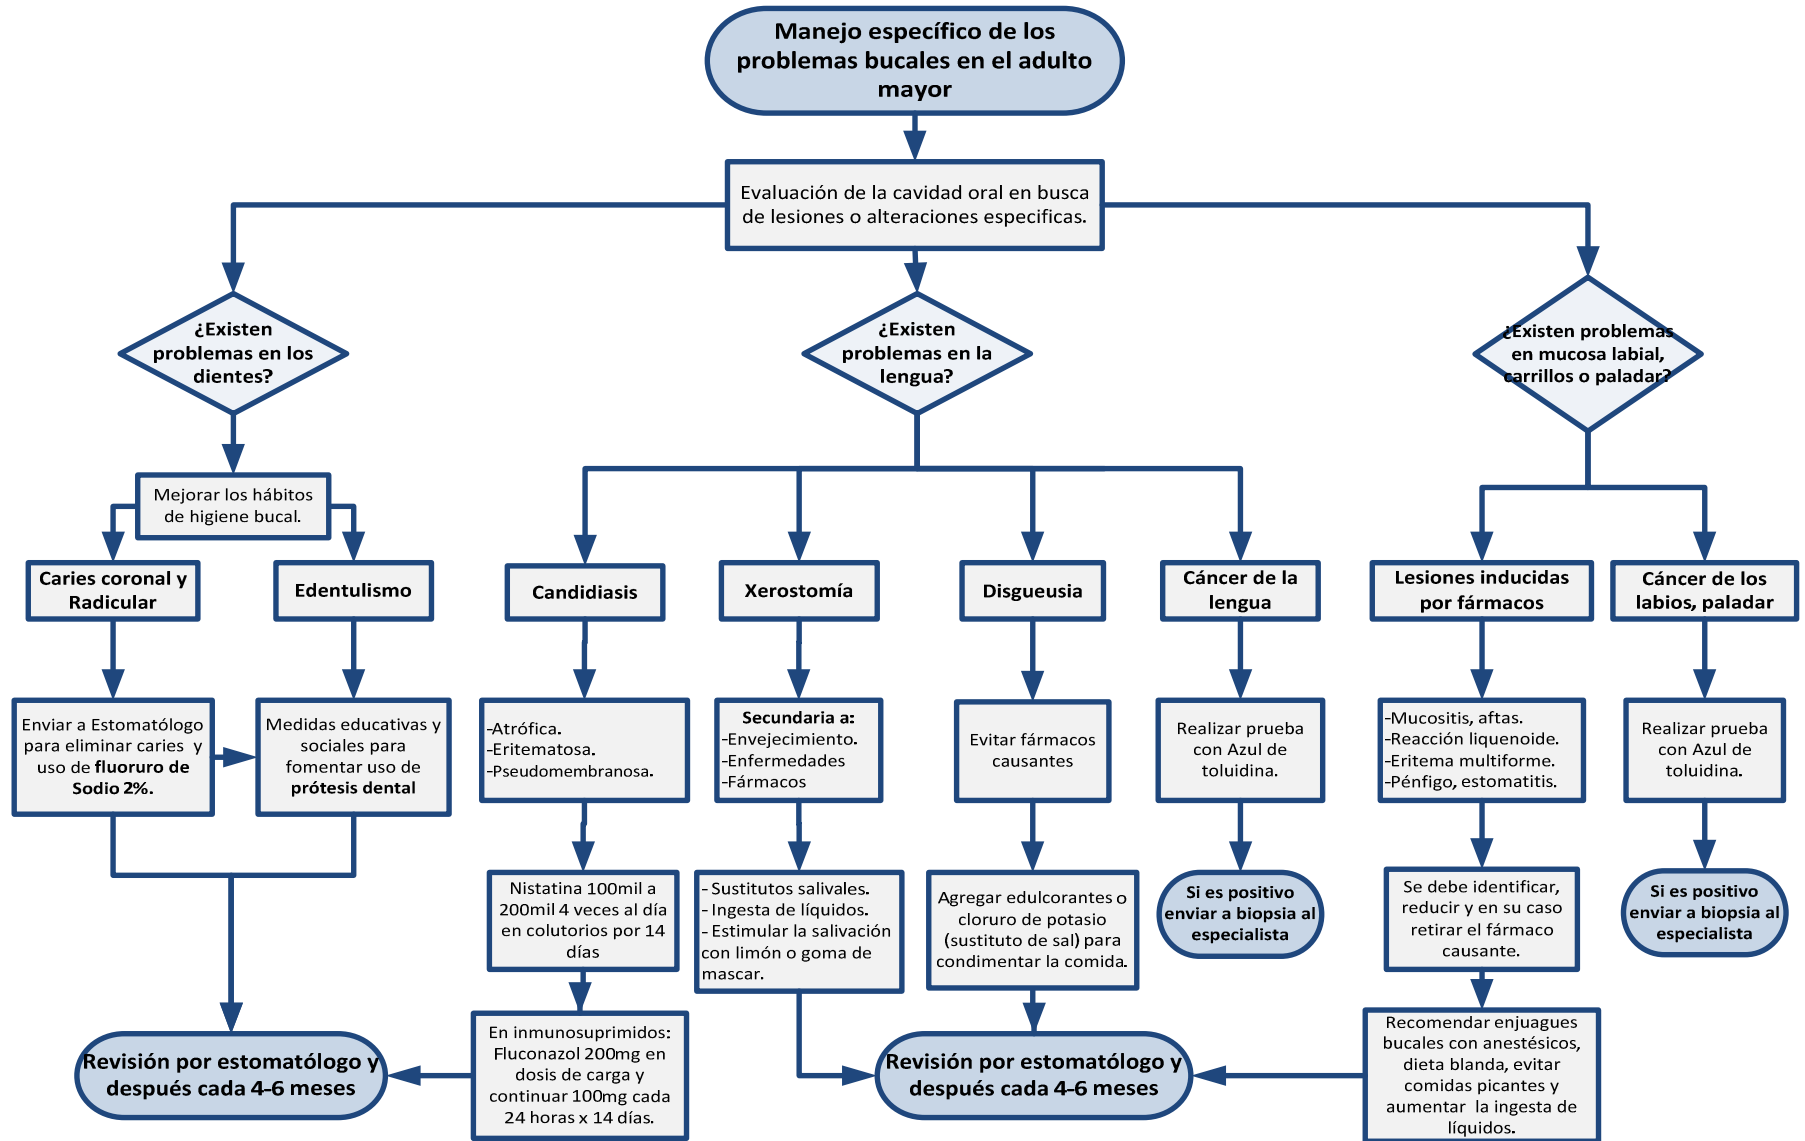 Manejo específico de los
problemas bucales en el adulto
mayor
Evaluación de la cavidad oral en busca
de lesiones o alteraciones especificas.
¿Existen
problemas en los
dientes?
¿Existen
problemas en la
lengua?
¿Existen problemas
en mucosa labial,
carrillos o paladar?
Mejorar los hábitos
de higiene bucal.
Caries coronal y
Radicular
Edentulismo
Candidiasis
Xerostomía
Disgueusia
Cáncer de la
lengua
Lesiones inducidas
por fármacos
Cáncer de los
labios, paladar
Enviar a Estomatólogo
para eliminar caries y
uso de fluoruro de
Sodio 2%.
Medidas educativas y
sociales para
fomentar uso de
prótesis dental
-Atrófica.
-Eritematosa.
-Pseudomembranosa.
Secundaria a:
-Envejecimiento.
-Enfermedades
-Fármacos
Evitar fármacos
causantes
Realizar prueba
con Azul de
toluidina.
-Mucositis, aftas.
-Reacción liquenoide.
-Eritema multiforme.
-Pénfigo, estomatitis.
Realizar prueba
con Azul de
toluidina.
Nistatina 100mil a
200mil 4 veces al día
en colutorios por 14
días
- Sustitutos salivales.
- Ingesta de líquidos.
- Estimular la salivación
con limón o goma de
mascar.
Agregar edulcorantes o
cloruro de potasio
(sustituto de sal) para
condimentar la comida.
Si es positivo
enviar a biopsia al
especialista
Se debe identificar,
reducir y en su caso
retirar el fármaco
causante.
Si es positivo
enviar a biopsia al
especialista
Revisión por estomatólogo y
después cada 4-6 meses
En inmunosuprimidos:
Fluconazol 200mg en
dosis de carga y
continuar 100mg cada
24 horas x 14 días.
Revisión por estomatólogo y
después cada 4-6 meses
Recomendar enjuagues
bucales con anestésicos,
dieta blanda, evitar
comidas picantes y
aumentar la ingesta de
líquidos.